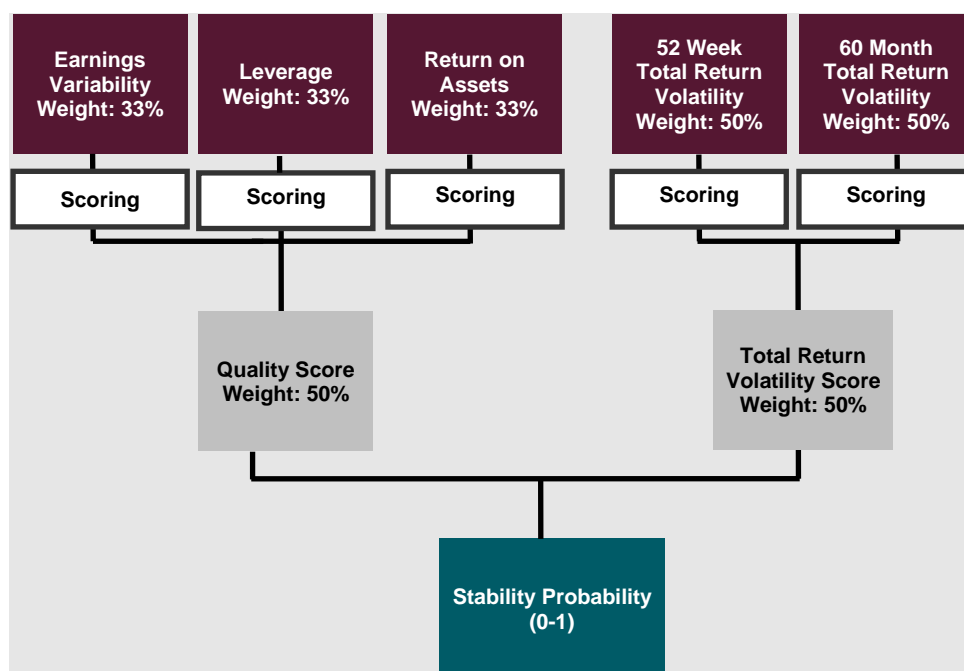 Earnings
Variability
Weight: 33%
Leverage
Weight: 33%
Return on
Assets
Weight: 33%
52 Week
Total Return
Volatility
Weight: 50%
60 Month
Total Return
Volatility
Weight: 50%
Scoring
Scoring
Scoring
Scoring
Scoring
Quality Score
Weight: 50%
Total Return
Volatility Score
Weight: 50%
Stability Probability
(0-1)